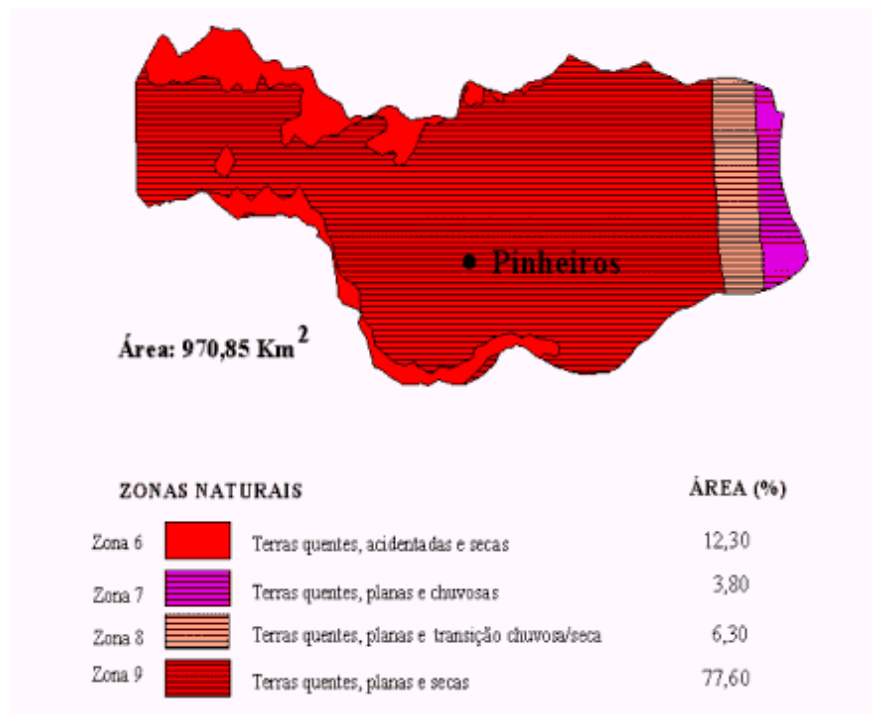 Pinheiros
Área: 970,85 Km²
ZONAS NATURAIS ÁREA (%)
Zona 6 Terras quentes, acidentadas e secas 12,30
Zona 7 Terras quentes, planas e chuvosas 3,80
Zona 8 Terras quentes, planas e transição chuvosa/seca 6,30
Zona 9 Terras quentes, planas e secas 77,60